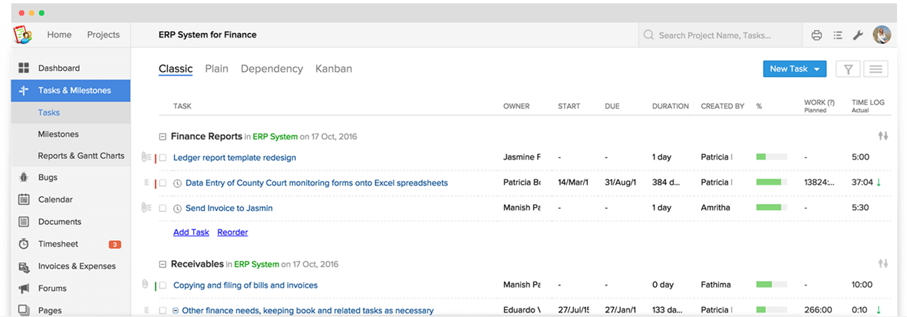 Home Projects ERP System for Finance Search Project Name, Tasks...
Dashboard
Tasks & Milestones
Tasks
Milestones
Reports & Gantt Charts
Bugs
Calendar
Documents
Timesheet 3
Invoices & Expenses
Forums
Pages
Classic Plain Dependency Kanban New Task
TASK OWNER START DUE DURATION CREATED BY % WORK (?) Planned TIME LOG Actual
Finance Reports in ERP System on 17 Oct, 2016
Ledger report template redesign Jasmine F - - 1 day Patricia - 5:00
Data Entry of County Court monitoring forms onto Excel spreadsheets Patricia Bo 14/Mar/1 31/Aug/1 384 d... Patricia 13824:... 37:04
Send Invoice to Jasmin Manish Pa - - 1 day Amritha - 5:30
Add Task Reorder
Receivables in ERP System on 17 Oct, 2016
Copying and filing of bills and invoices Manish Pa - - 0 day Fathima - 10:00
Other finance needs, keeping book and related tasks as necessary Eduardo V 27/Jul/15 27/Jan/1 133 da... Patricia 266:00 0:10